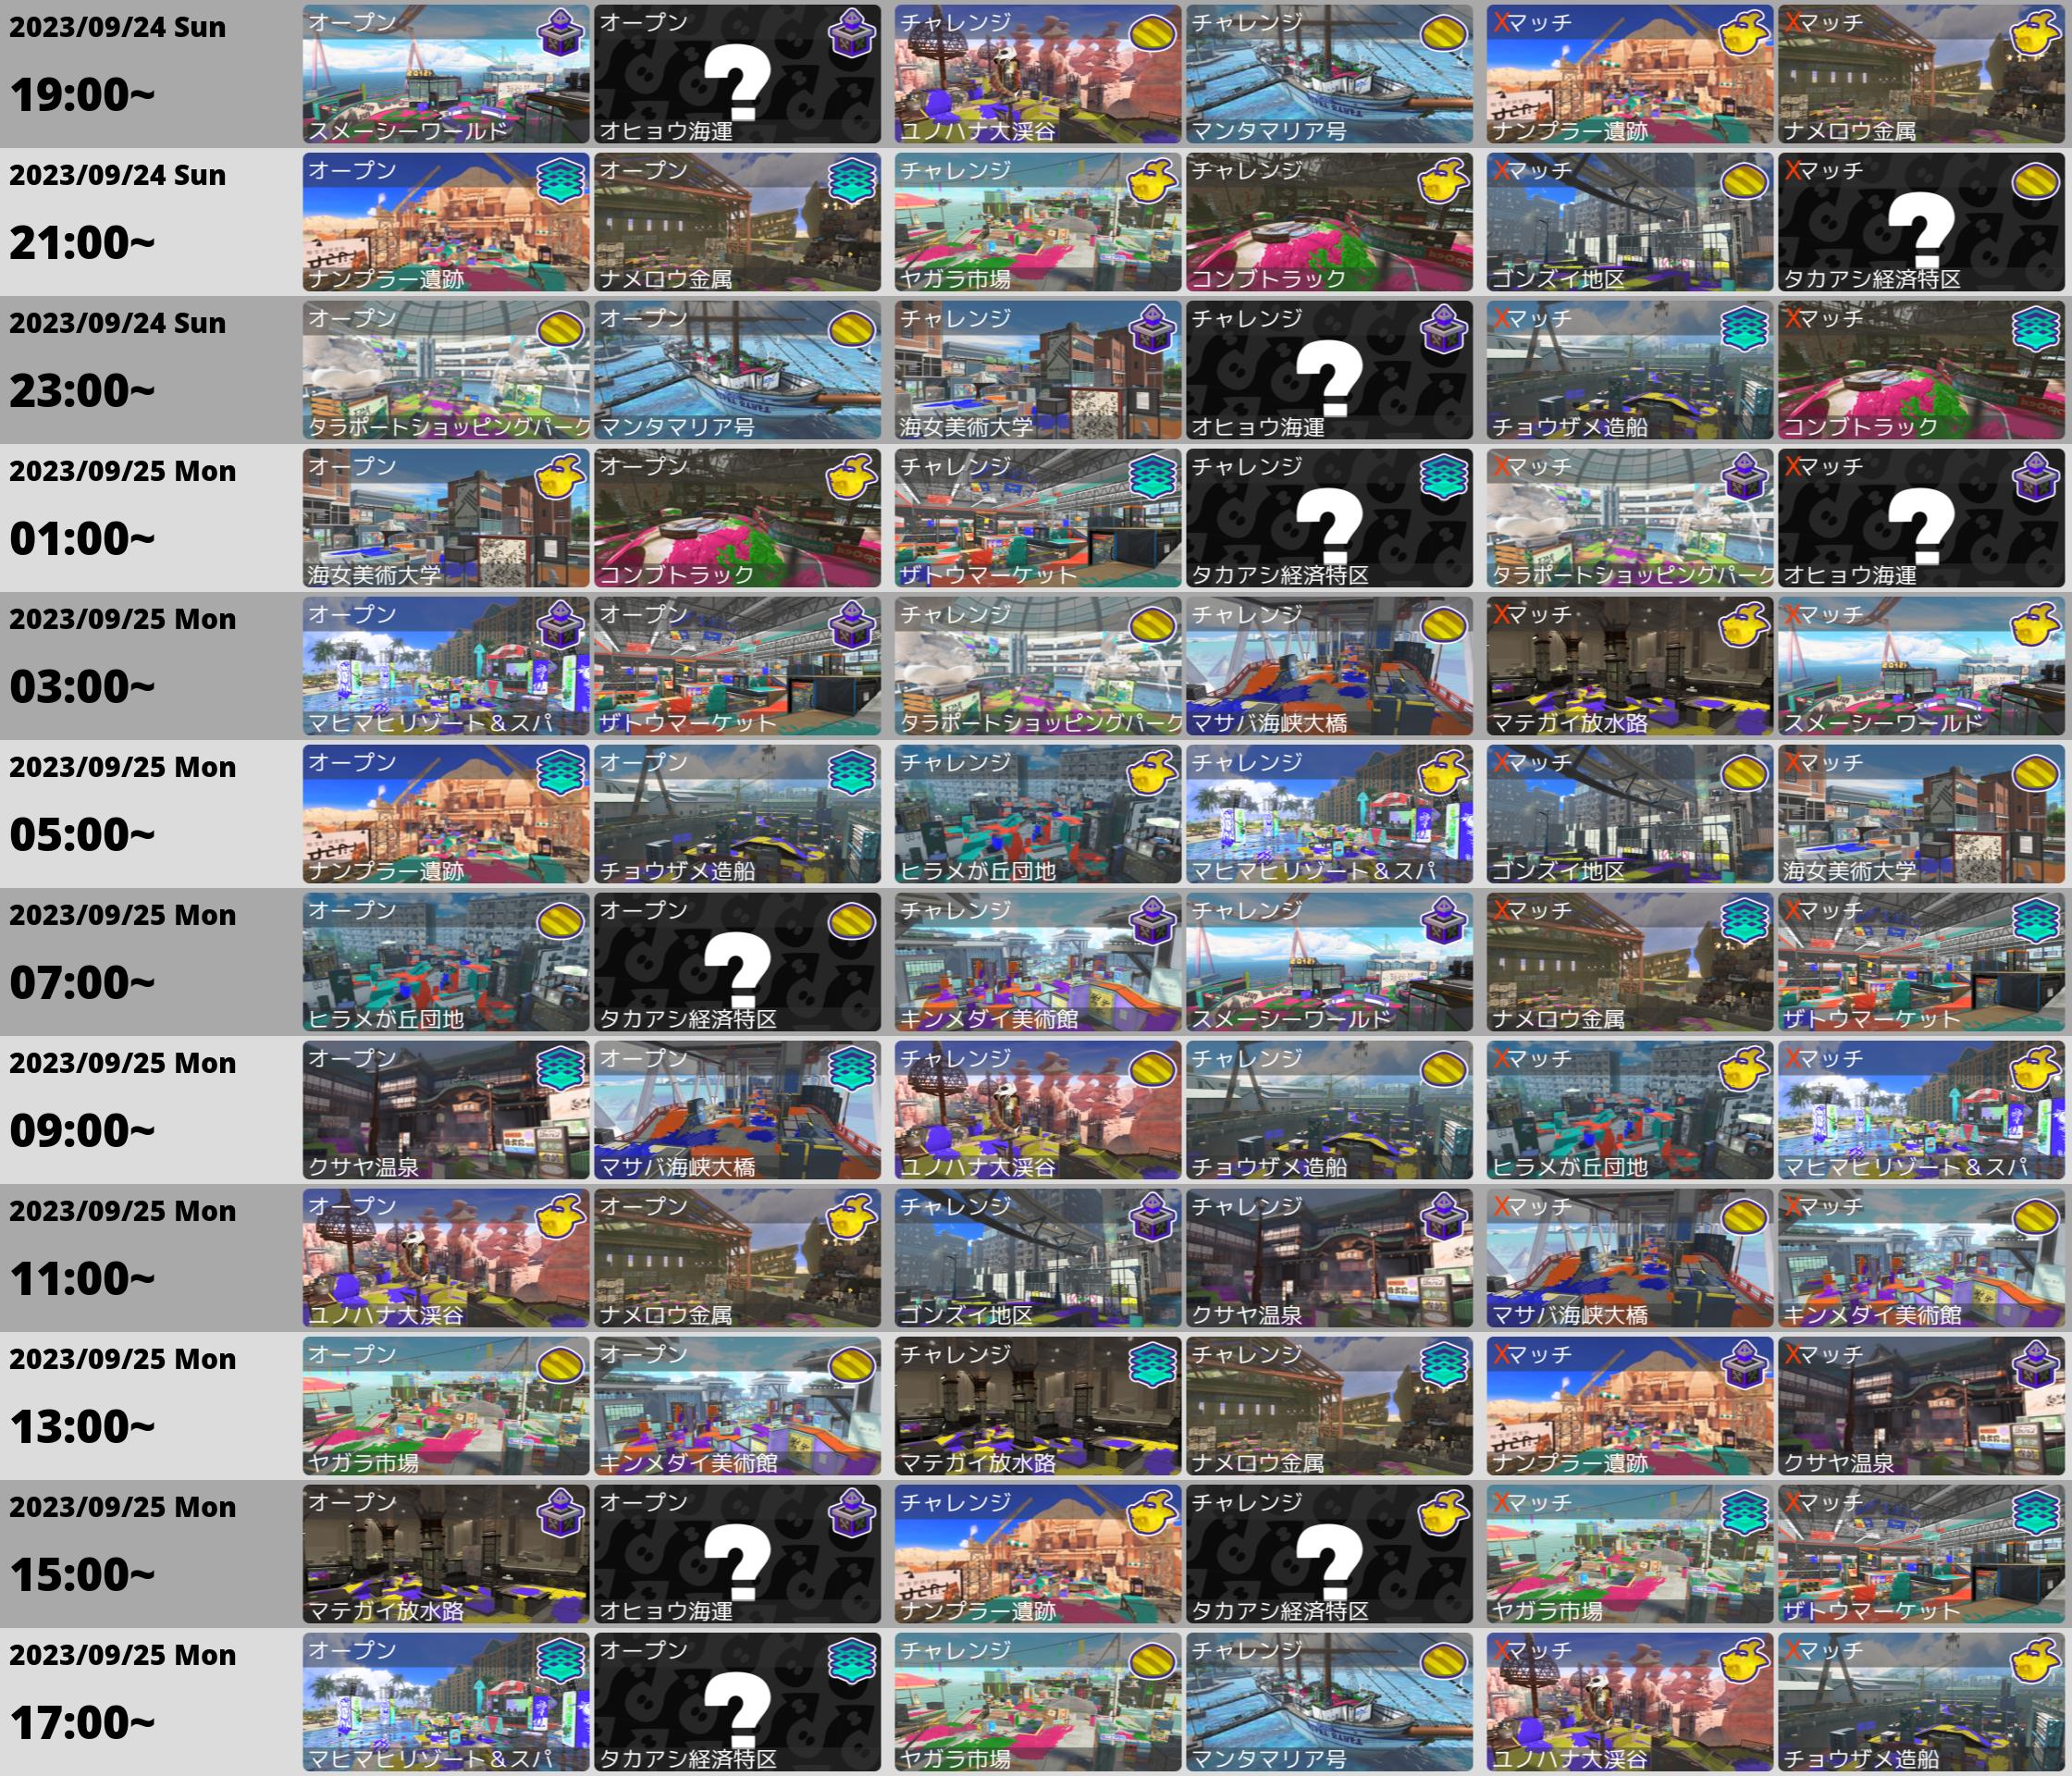 2023/09/24 Sun
19:00~
オープン オープン チャレンジ チャレンジ Xマッチ Xマッチ
スメーシーワールド オヒョウ海運 ユノハナ大渓谷 マンタマリア号 ナンプラー遺跡 ナメロウ金属
2023/09/24 Sun
21:00~
オープン オープン チャレンジ チャレンジ Xマッチ Xマッチ
ナンプラー遺跡 ナメロウ金属 ヤガラ市場 コンブトラック ゴンズイ地区 タカアシ経済特区
2023/09/24 Sun
23:00~
オープン オープン チャレンジ チャレンジ Xマッチ Xマッチ
タラポートショッピングパーク マンタマリア号 海女美術大学 オヒョウ海運 チョウザメ造船 コンブトラック
2023/09/25 Mon
01:00~
オープン オープン チャレンジ チャレンジ Xマッチ Xマッチ
海女美術大学 コンブトラック ザトウマーケット タカアシ経済特区 タラポートショッピングパーク オヒョウ海運
2023/09/25 Mon
03:00~
オープン オープン チャレンジ チャレンジ Xマッチ Xマッチ
マヒマヒリゾート＆スパ ザトウマーケット タラポートショッピングパーク マサバ海峡大橋 マテガイ放水路 スメーシーワールド
2023/09/25 Mon
05:00~
オープン オープン チャレンジ チャレンジ Xマッチ Xマッチ
ナンプラー遺跡 チョウザメ造船 ヒラメが丘団地 マヒマヒリゾート＆スパ ゴンズイ地区 海女美術大学
2023/09/25 Mon
07:00~
オープン オープン チャレンジ チャレンジ Xマッチ Xマッチ
ヒラメが丘団地 タカアシ経済特区 キンメダイ美術館 スメーシーワールド ナメロウ金属 ザトウマーケット
2023/09/25 Mon
09:00~
オープン オープン チャレンジ チャレンジ Xマッチ Xマッチ
クサヤ温泉 マサバ海峡大橋 ユノハナ大渓谷 チョウザメ造船 ヒラメが丘団地 マヒマヒリゾート＆スパ
2023/09/25 Mon
11:00~
オープン オープン チャレンジ チャレンジ Xマッチ Xマッチ
ユノハナ大渓谷 ナメロウ金属 ゴンズイ地区 クサヤ温泉 マサバ海峡大橋 キンメダイ美術館
2023/09/25 Mon
13:00~
オープン オープン チャレンジ チャレンジ Xマッチ Xマッチ
ヤガラ市場 キンメダイ美術館 マテガイ放水路 ナメロウ金属 ナンプラー遺跡 クサヤ温泉
2023/09/25 Mon
15:00~
オープン オープン チャレンジ チャレンジ Xマッチ Xマッチ
マテガイ放水路 オヒョウ海運 ナンプラー遺跡 タカアシ経済特区 ヤガラ市場 ザトウマーケット
2023/09/25 Mon
17:00~
オープン オープン チャレンジ チャレンジ Xマッチ Xマッチ
マヒマヒリゾート＆スパ タカアシ経済特区 ヤガラ市場 マンタマリア号 ユノハナ大渓谷 チョウザメ造船